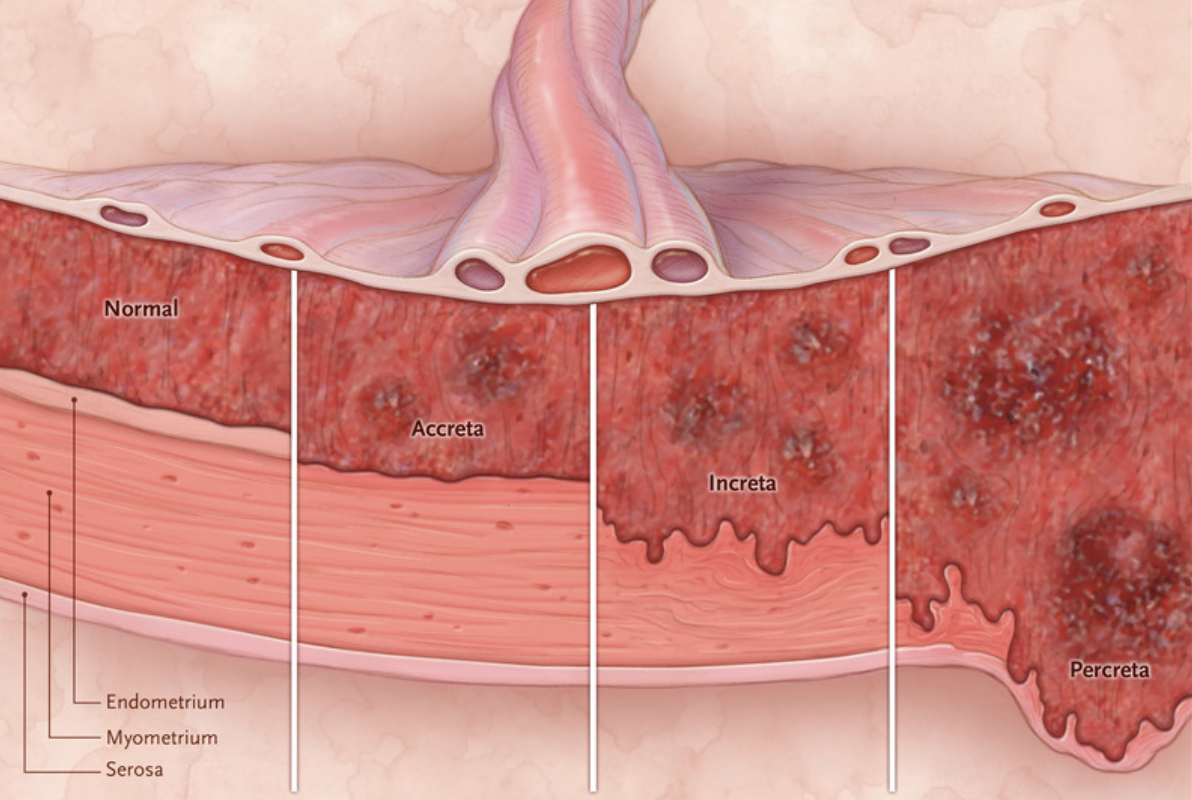 Normal
Accreta
Increta
Percreta
Endometrium
Myometrium
Serosa